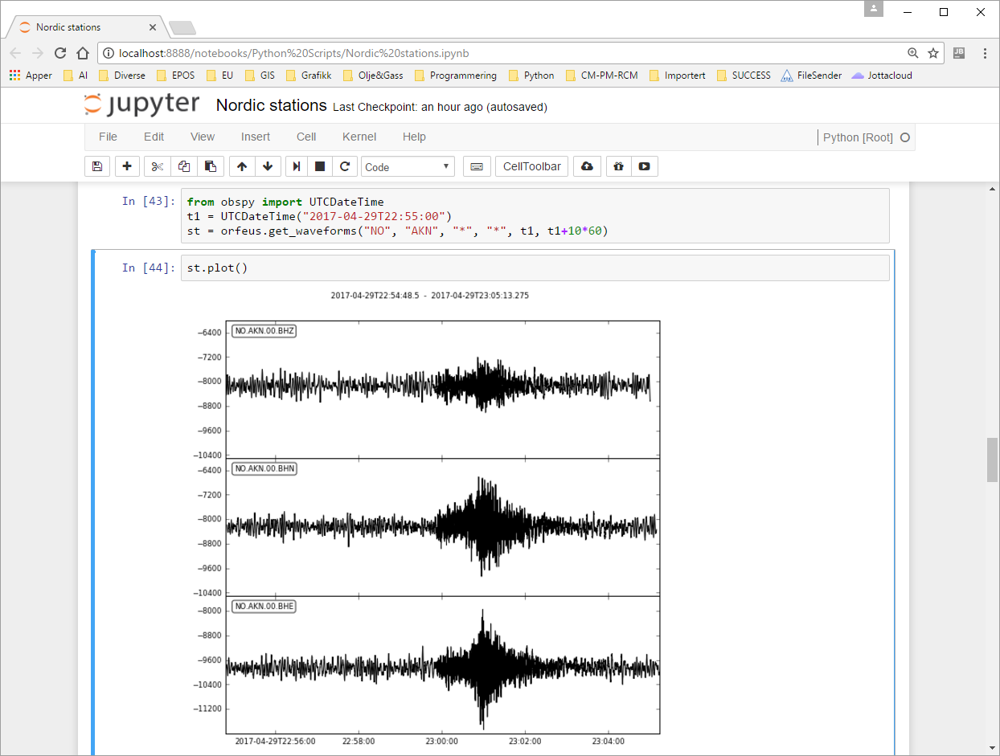 Nordic stations
localhost:8888/notebooks/Python%20Scripts/Nordic%20stations.ipynb
JB
Apper AI Diverse EPOS EU GIS Grafikk Olje&Gass Programmering Python CM-PM-RCM Importert SUCCESS FileSender Jottacloud
jupyter Nordic stations Last Checkpoint: an hour ago (autosaved)
File Edit View Insert Cell Kernel Help Python [Root]
Code CellToolbar
In [43]: from obspy import UTCDateTime
t1 = UTCDateTime("2017-04-29T22:55:00")
st = orfeus.get_waveforms("NO", "AKN", "*", "*", t1, t1+10*60)
In [44]: st.plot()
2017-04-29T22:54:48.5 - 2017-04-29T23:05:13.275
NO.AKN.00.BHZ
−6400
−7200
−8000
−8800
−9600
−10400
NO.AKN.00.BHN
−6400
−7200
−8000
−8800
−9600
−10400
NO.AKN.00.BHE
−8000
−8800
−9600
−10400
−11200
2017-04-29T22:56:00 22:58:00 23:00:00 23:02:00 23:04:00